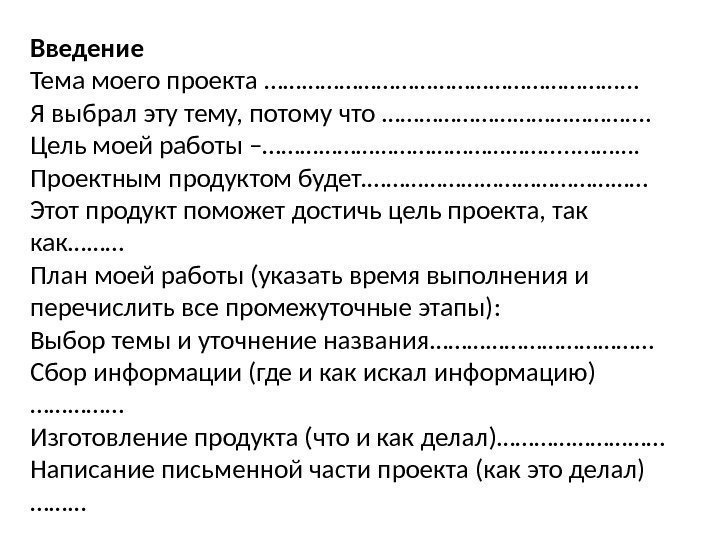 Введение
Тема моего проекта ……………………………………………………….
Я выбрал эту тему, потому что ……………………………………….
Цель моей работы –………………………………………………………
Проектным продуктом будет…………………………………………
Этот продукт поможет достичь цель проекта, так
как………
План моей работы (указать время выполнения и
перечислить все промежуточные этапы):
Выбор темы и уточнение названия………………………………
Сбор информации (где и как искал информацию)
……………
Изготовление продукта (что и как делал)………………………
Написание письменной части проекта (как это делал)
………